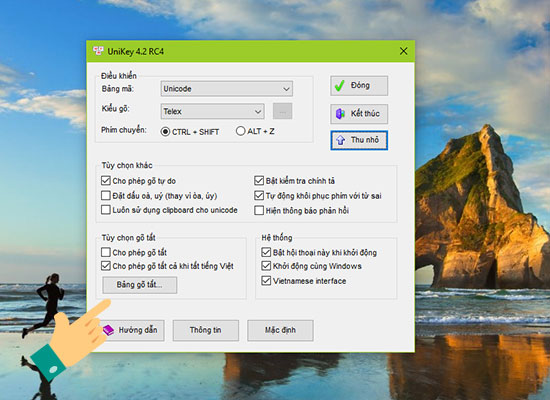 UniKey 4.2 RC4
Điều khiển
Bảng mã:
Unicode
Đóng
Kiểu gõ:
Telex
...
Kết thúc
Phím chuyển:
CTRL + SHIFT
ALT + Z
Thu nhỏ
Tùy chọn khác
Cho phép gõ tự do
Bật kiểm tra chính tả
Đặt dấu oà, uý (thay vì òa, úy)
Tự động khôi phục phím với từ sai
Luôn sử dụng clipboard cho unicode
Hiện thông báo phản hồi
Tùy chọn gõ tắt
Hệ thống
Cho phép gõ tắt
Bật hội thoại này khi khởi động
Cho phép gõ tắt cả khi tắt tiếng Việt
Khởi động cùng Windows
Bảng gõ tắt...
Vietnamese interface
Hướng dẫn
Thông tin
Mặc định